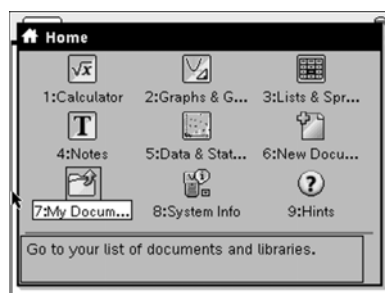 Home
1:Calculator 2:Graphs & G... 3:Lists & Spr...
4:Notes 5:Data & Stat... 6:New Docu...
7:My Docum... 8:System Info 9:Hints
Go to your list of documents and libraries.